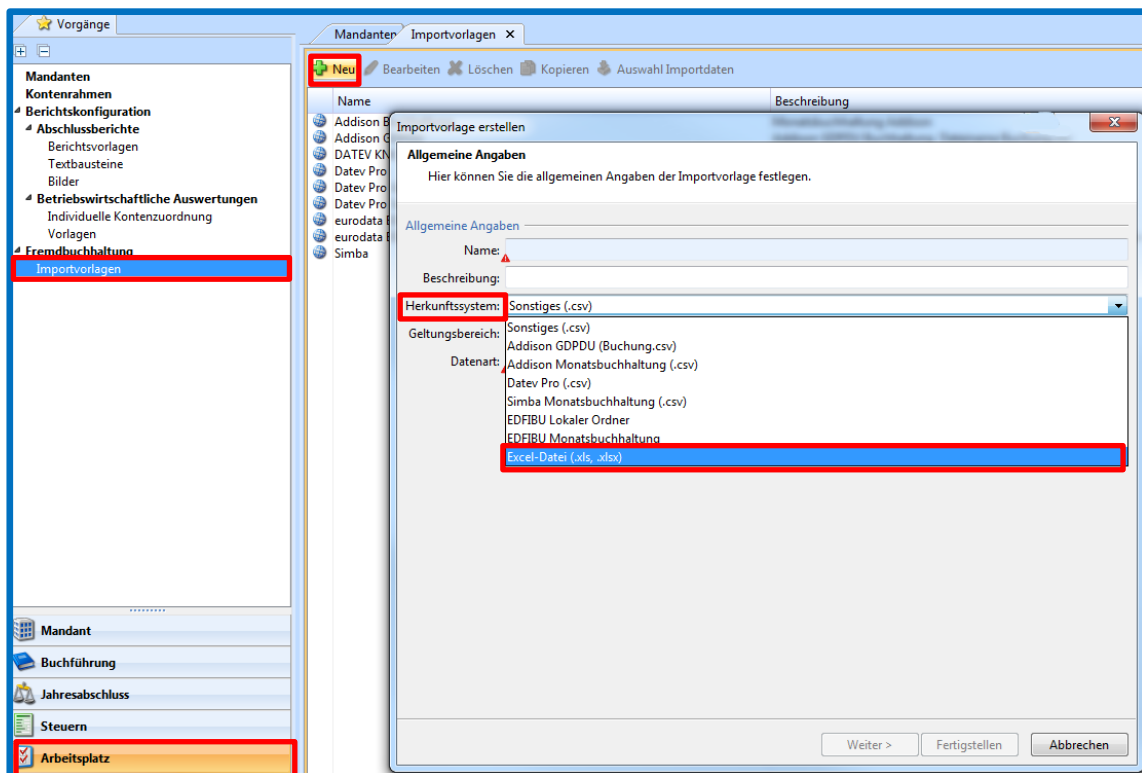 Vorgänge
Mandanten
Kontenrahmen
Berichtskonfiguration
Abschlussberichte
Berichtsvorlagen
Textbausteine
Bilder
Betriebswirtschaftliche Auswertungen
Individuelle Kontenzuordnung
Vorlagen
Fremdbuchhaltung
Importvorlagen
Mandant
Buchführung
Jahresabschluss
Steuern
Arbeitsplatz
Mandanten Importvorlagen X
Neu Bearbeiten Löschen Kopieren Auswahl Importdaten
Name Beschreibung
Addison B
Addison G
DATEV KN
Datev Pro
Datev Pro
Datev Pro
eurodata
eurodata
Simba
Importvorlage erstellen
Allgemeine Angaben
Hier können Sie die allgemeinen Angaben der Importvorlage festlegen.
Allgemeine Angaben
Name:
Beschreibung:
Herkunftssystem: Sonstiges (.csv)
Geltungsbereich:
Datenart:
Sonstiges (.csv)
Addison GDPDU (Buchung.csv)
Addison Monatsbuchhaltung (.csv)
Datev Pro (.csv)
Simba Monatsbuchhaltung (.csv)
EDFIBU Lokaler Ordner
EDFIBU Monatsbuchhaltung
Excel-Datei (.xls, .xlsx)
Weiter > Fertigstellen Abbrechen